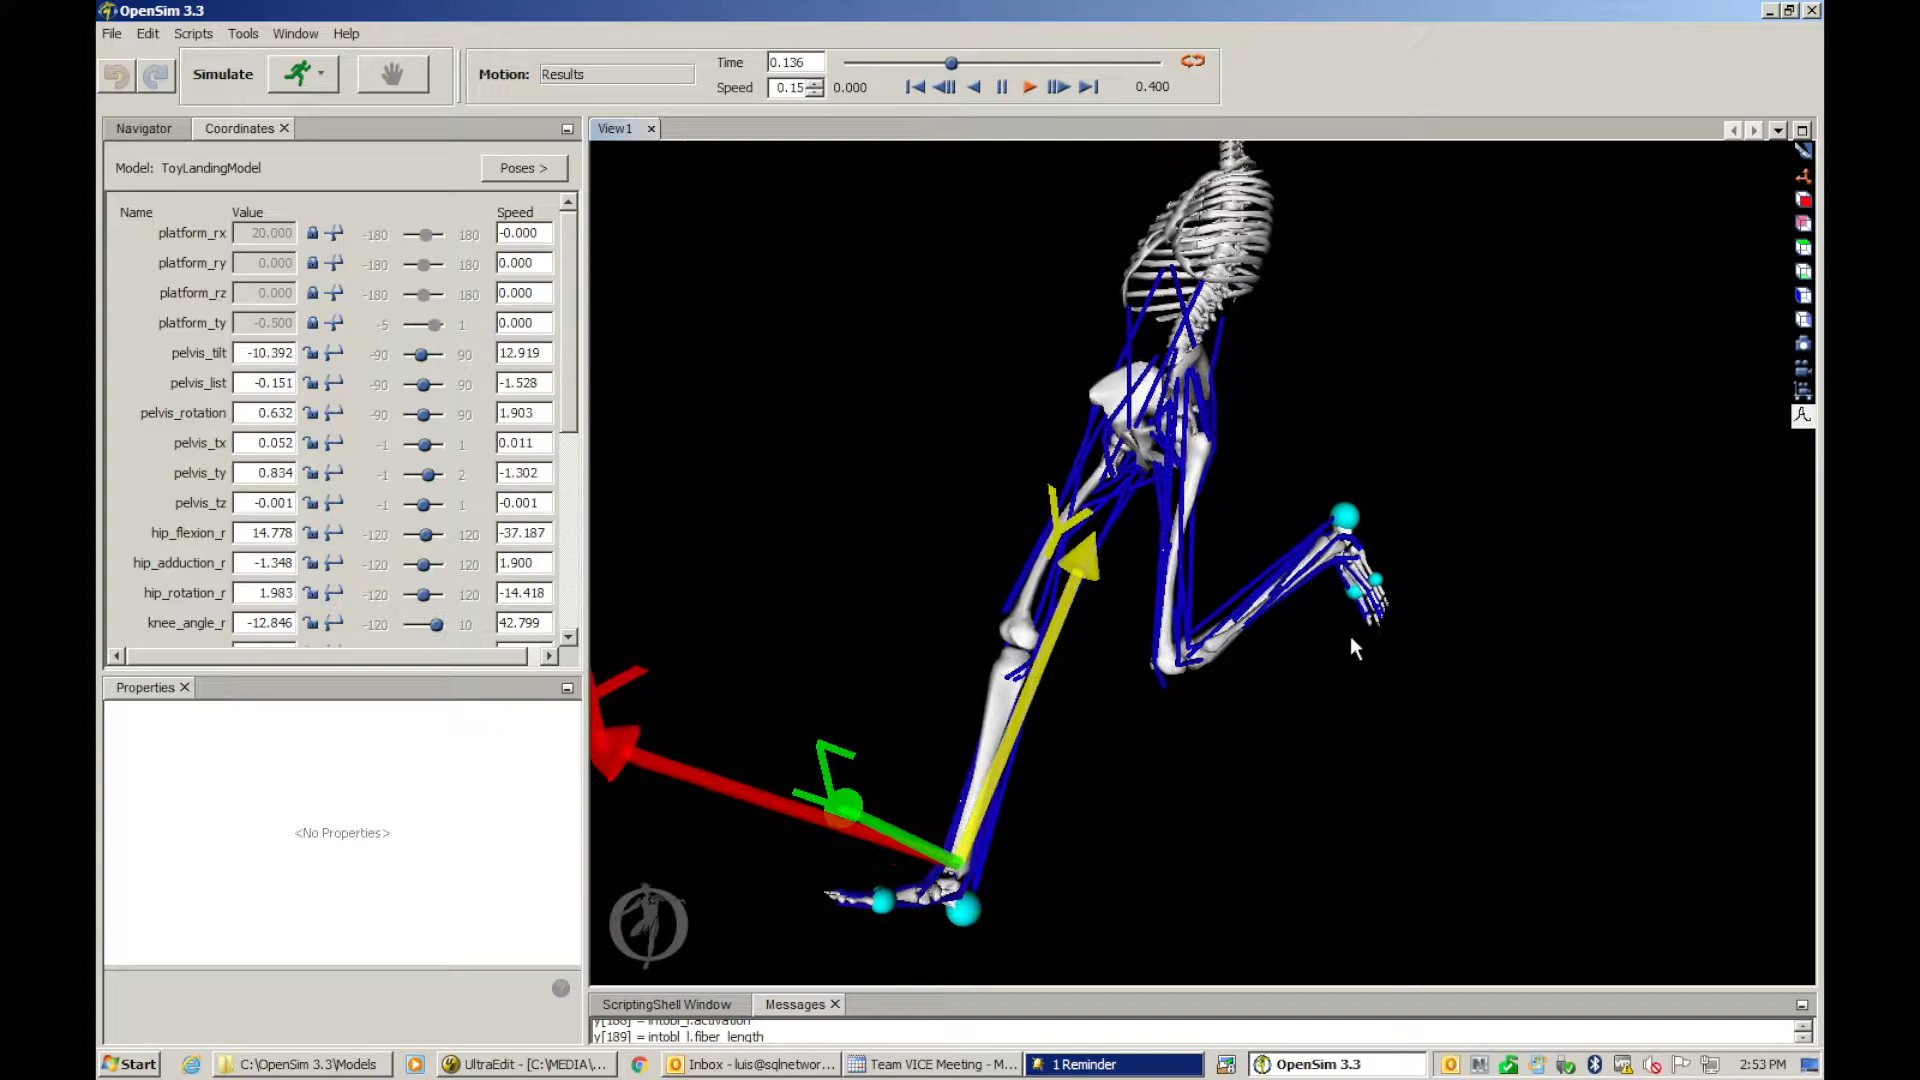 OpenSim 3.3
File Edit Scripts Tools Window Help
Simulate
Motion: Results
Time 0.136
Speed 0.15 0.000 0.400
Navigator Coordinates
View1
Model: ToyLandingModel
Poses >
Name Value Speed
platform_rx 20.000 -180 180 -0.000
platform_ry 0.000 -180 180 0.000
platform_rz 0.000 -180 180 0.000
platform_ty -0.500 -5 1 0.000
pelvis_tilt -10.392 -90 90 12.919
pelvis_list -0.151 -90 90 -1.528
pelvis_rotation 0.632 -90 90 1.903
pelvis_tx 0.052 -1 1 0.011
pelvis_ty 0.834 -1 2 -1.302
pelvis_tz -0.001 -1 1 -0.001
hip_flexion_r 14.778 -120 120 -37.187
hip_adduction_r -1.348 -120 120 1.900
hip_rotation_r 1.983 -120 120 -14.418
knee_angle_r -12.846 -120 10 42.799
Properties
<No Properties>
Y
ScriptingShell Window Messages
y[188] = intobl_l.activation
y[189] = intobl_l.fiber_length
Start C:\OpenSim 3.3\Models UltraEdit - [C:\MEDIA\... Inbox - luis@sqlnetwor... Team VICE Meeting - M... 1 Reminder OpenSim 3.3 2:53 PM